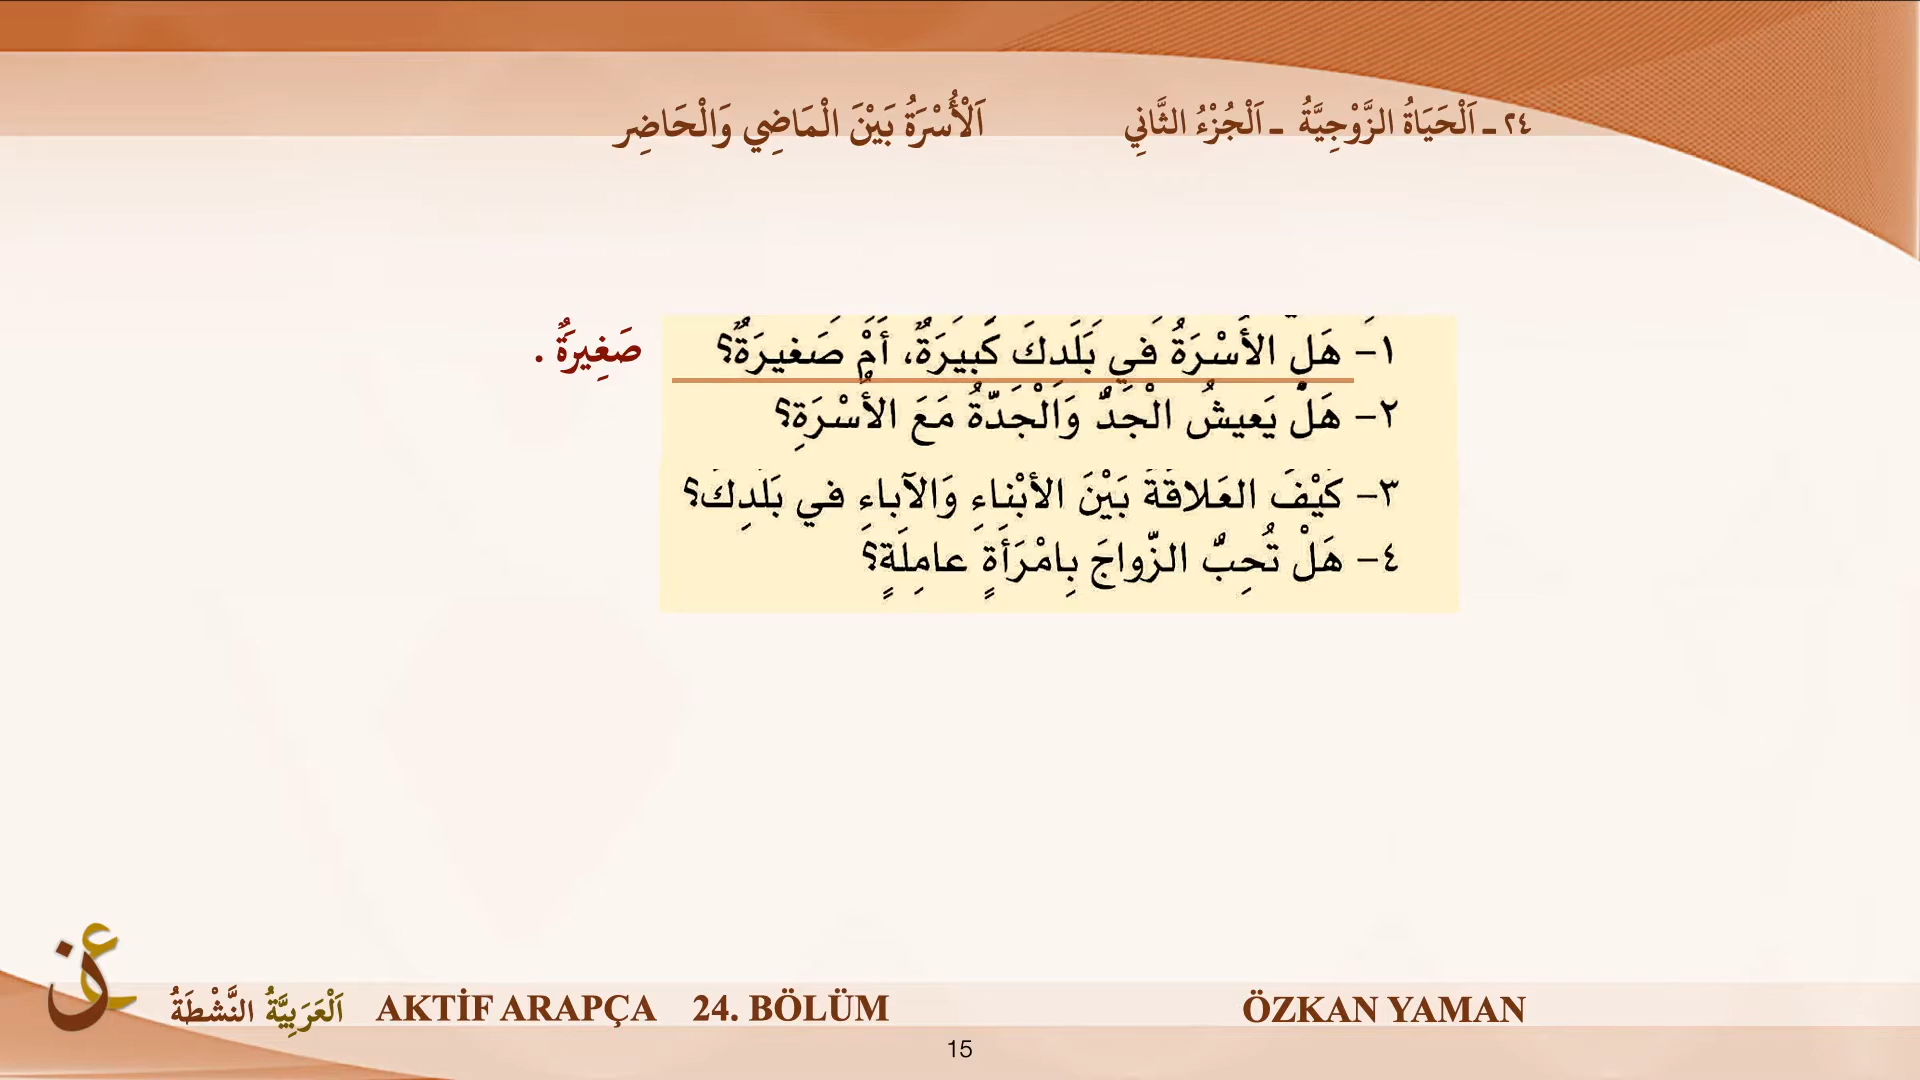 ٢٤ ـ اَلْحَيَاةُ الزَّوْجِيَّةُ ـ اَلْجُزْءُ الثَّانِي
اَلْأُسْرَةُ بَيْنَ الْمَاضِي وَالْحَاضِرِ
١- هَلِ الأُسْرَةُ في بَلَدِكَ كَبيرَةٌ، أَمْ صَغيرَةٌ؟
صَغِيرَةٌ .
٢- هَلْ يَعيشُ الْجَدُّ وَالْجَدَّةُ مَعَ الأُسْرَةِ؟
٣- كَيْفَ العَلاقَةُ بَيْنَ الأبْناءِ وَالآباءِ في بَلَدِكَ؟
٤- هَلْ تُحِبُّ الزّواجَ بِامْرَأَةٍ عامِلَةٍ؟
اَلْعَرَبِيَّةُ النَّشْطَةُ AKTİF ARAPÇA 24. BÖLÜM ÖZKAN YAMAN
15